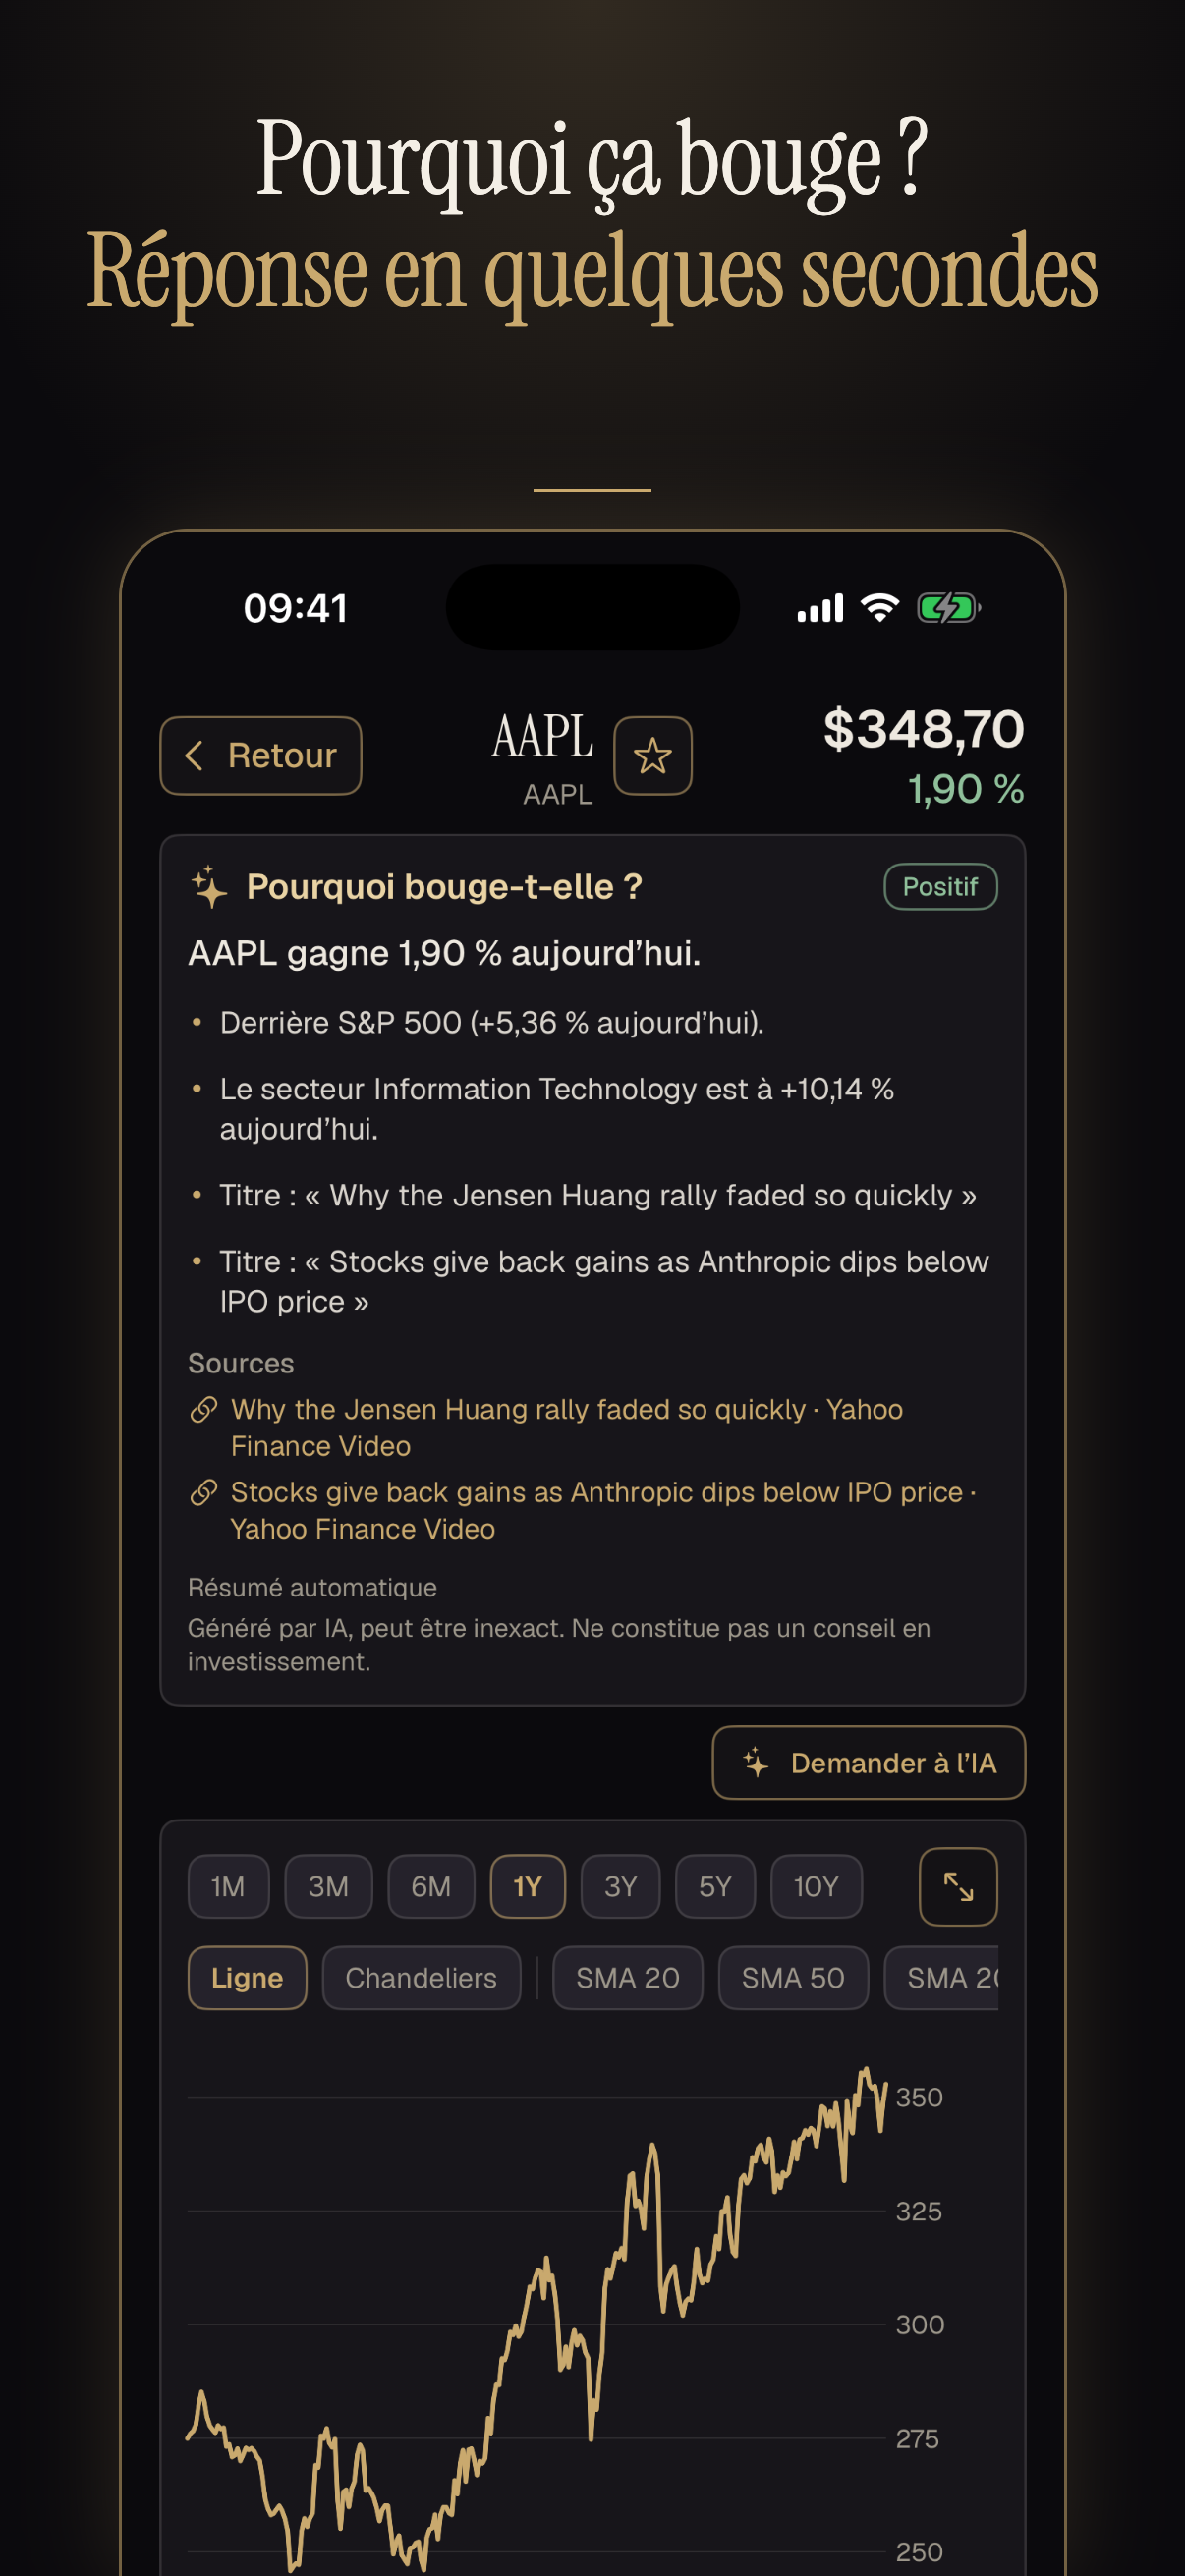 Pourquoi ça bouge ?
Réponse en quelques secondes
09:41
Retour
AAPL
AAPL
$348,70
1,90 %
Pourquoi bouge-t-elle ?
Positif
AAPL gagne 1,90 % aujourd’hui.
• Derrière S&P 500 (+5,36 % aujourd’hui).
• Le secteur Information Technology est à +10,14 %
aujourd’hui.
• Titre : « Why the Jensen Huang rally faded so quickly »
• Titre : « Stocks give back gains as Anthropic dips below
IPO price »
Sources
Why the Jensen Huang rally faded so quickly · Yahoo
Finance Video
Stocks give back gains as Anthropic dips below IPO price ·
Yahoo Finance Video
Résumé automatique
Généré par IA, peut être inexact. Ne constitue pas un conseil en
investissement.
Demander à l’IA
1M 3M 6M 1Y 3Y 5Y 10Y
Ligne Chandeliers SMA 20 SMA 50 SMA
350
325
300
275
250